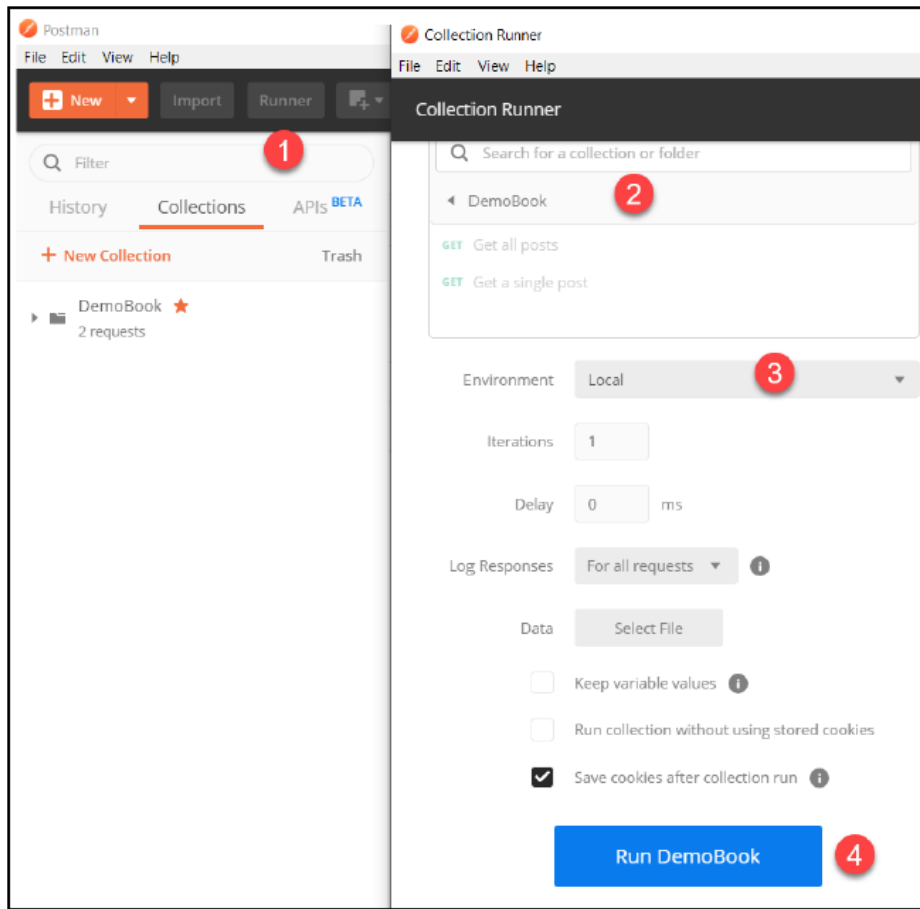 Postman
File Edit View Help
New Import Runner
1
Filter
History Collections APIs BETA
+ New Collection Trash
DemoBook
2 requests
Collection Runner
File Edit View Help
Collection Runner
Search for a collection or folder
DemoBook 2
GET Get all posts
GET Get a single post
Environment Local 3
Iterations 1
Delay 0 ms
Log Responses For all requests
Data Select File
Keep variable values
Run collection without using stored cookies
Save cookies after collection run
Run DemoBook 4